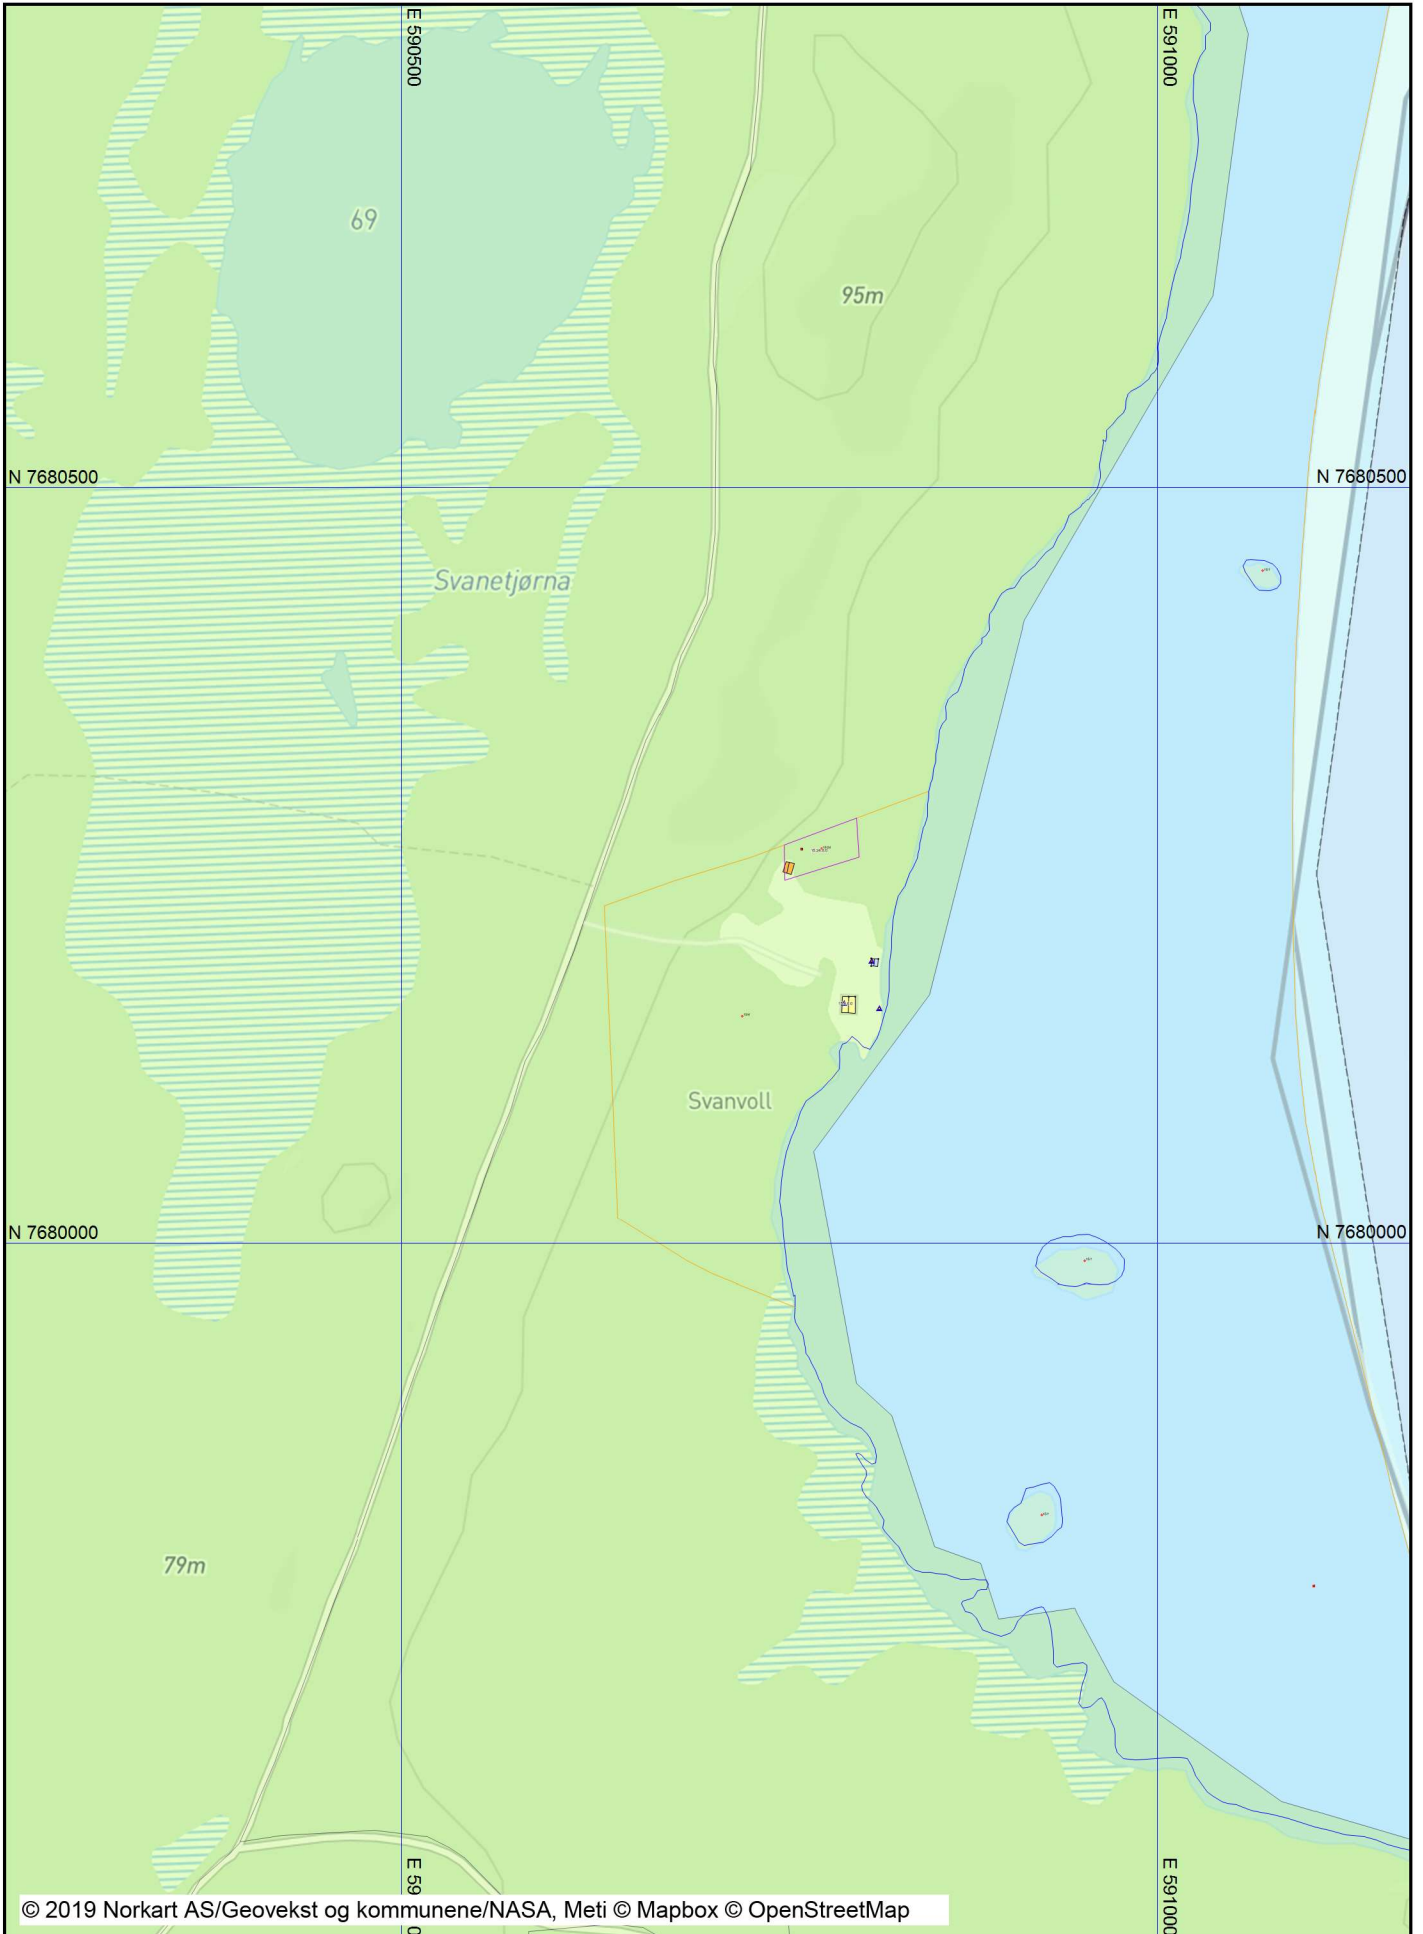 E 590500
E 591000
69
95m
N 7680500
N 7680500
Svanetjørna
Svanvoll
N 7680000
N 7680000
79m
E 591000
© 2019 Norkart AS/Geovekst og kommunene/NASA, Meti © Mapbox © OpenStreetMap